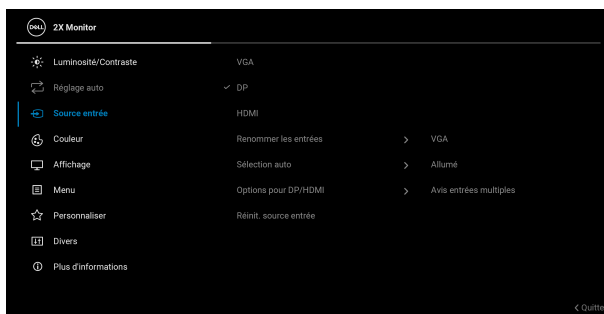 DELL 2X Monitor
Luminosité/Contraste VGA
Réglage auto DP
Source entrée HDMI
Couleur Renommer les entrées VGA
Affichage Sélection auto Allumé
Menu Options pour DP/HDMI Avis entrées multiples
Personnaliser Réinit. source entrée
Divers
Plus d'informations
Quitte